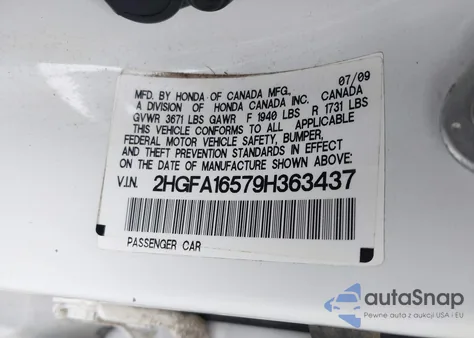 MFD. BY HONDA OF CANADA MFG., 07/09
A DIVISION OF HONDA CANADA INC. CANADA
GVWR 3671 LBS GAWR F 1940 LBS R 1731 LBS
THIS VEHICLE CONFORMS TO ALL APPLICABLE
FEDERAL MOTOR VEHICLE SAFETY, BUMPER,
AND THEFT PREVENTION STANDARDS IN EFFECT
ON THE DATE OF MANUFACTURE SHOWN ABOVE:
V.I.N. 2HGFA16579H363437
PASSENGER CAR
autaSnap
Pewne auta z aukcji USA i EU